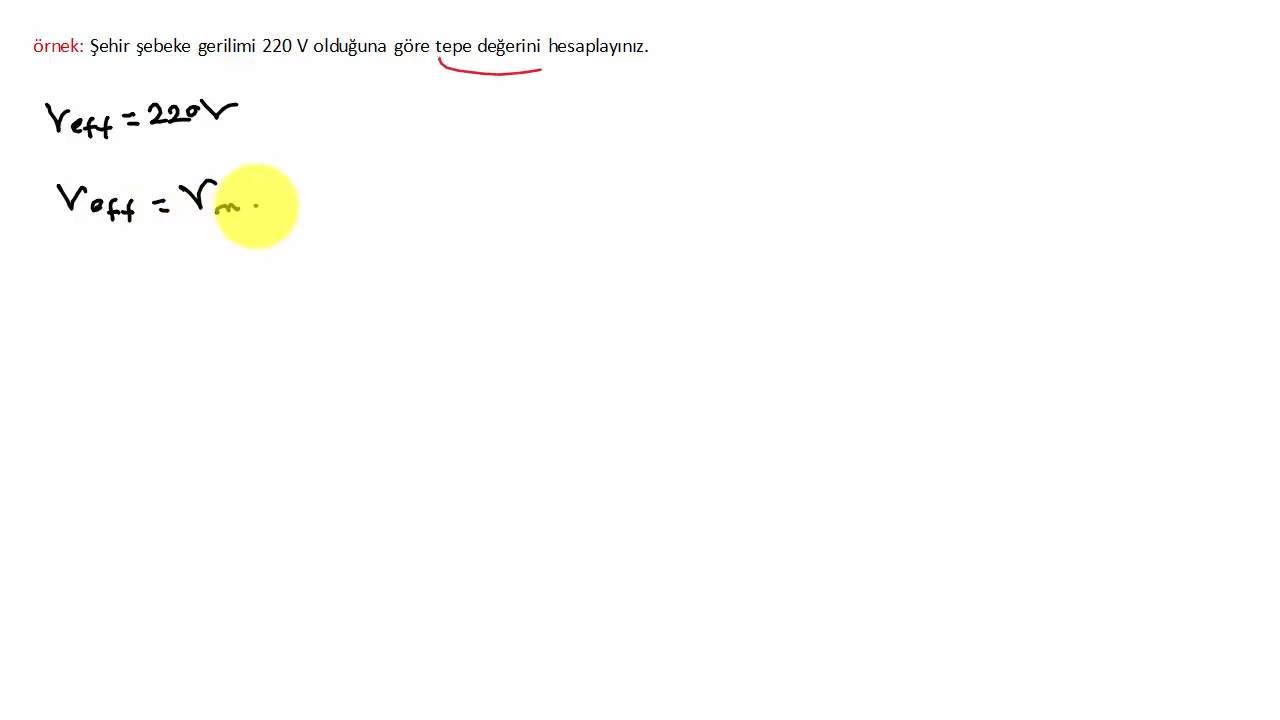 örnek: Şehir şebeke gerilimi 220 V olduğuna göre tepe değerini hesaplayınız.
Veff = 220V
Veff = Vm .